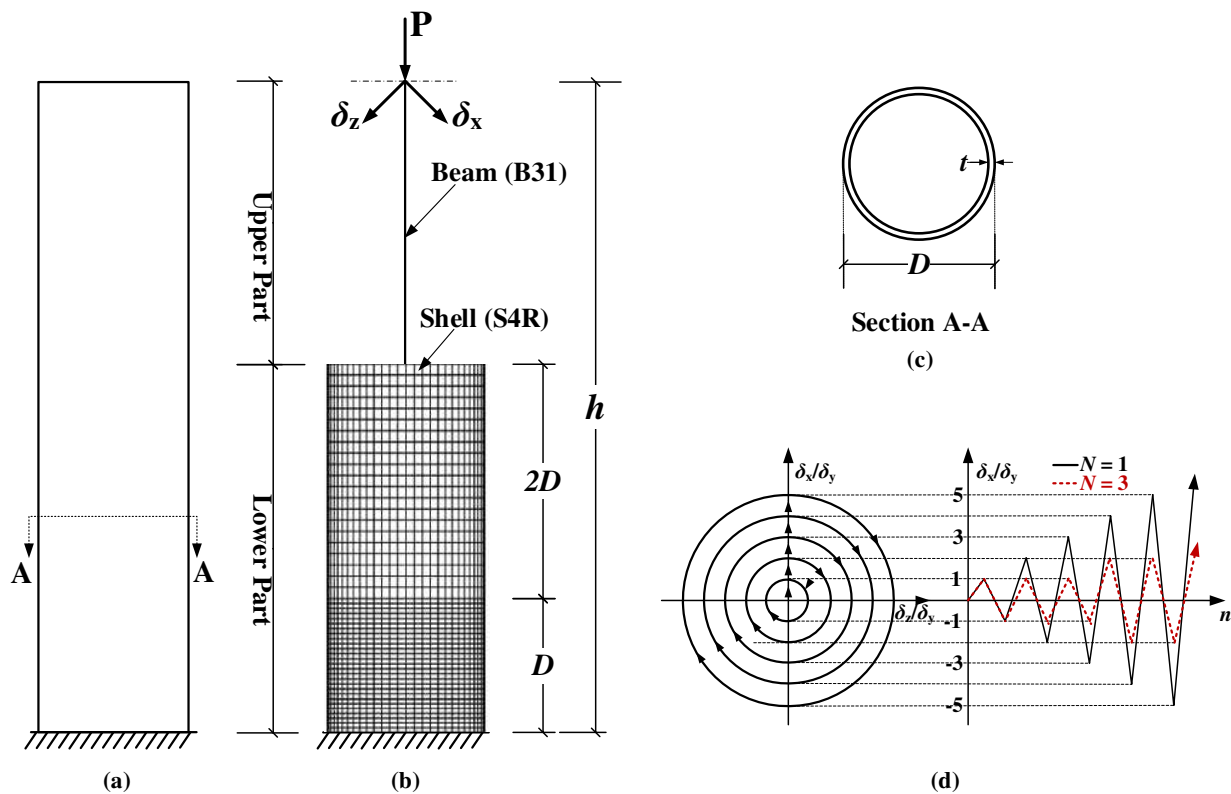 P
δz
δx
Beam (B31)
Upper Part
Shell (S4R)
h
2D
Lower Part
A
A
D
(a)
(b)
t
D
Section A-A
(c)
δx/δy
δx/δy
N = 1
N = 3
5
3
1
δz/δy
-1
n
-3
-5
(d)